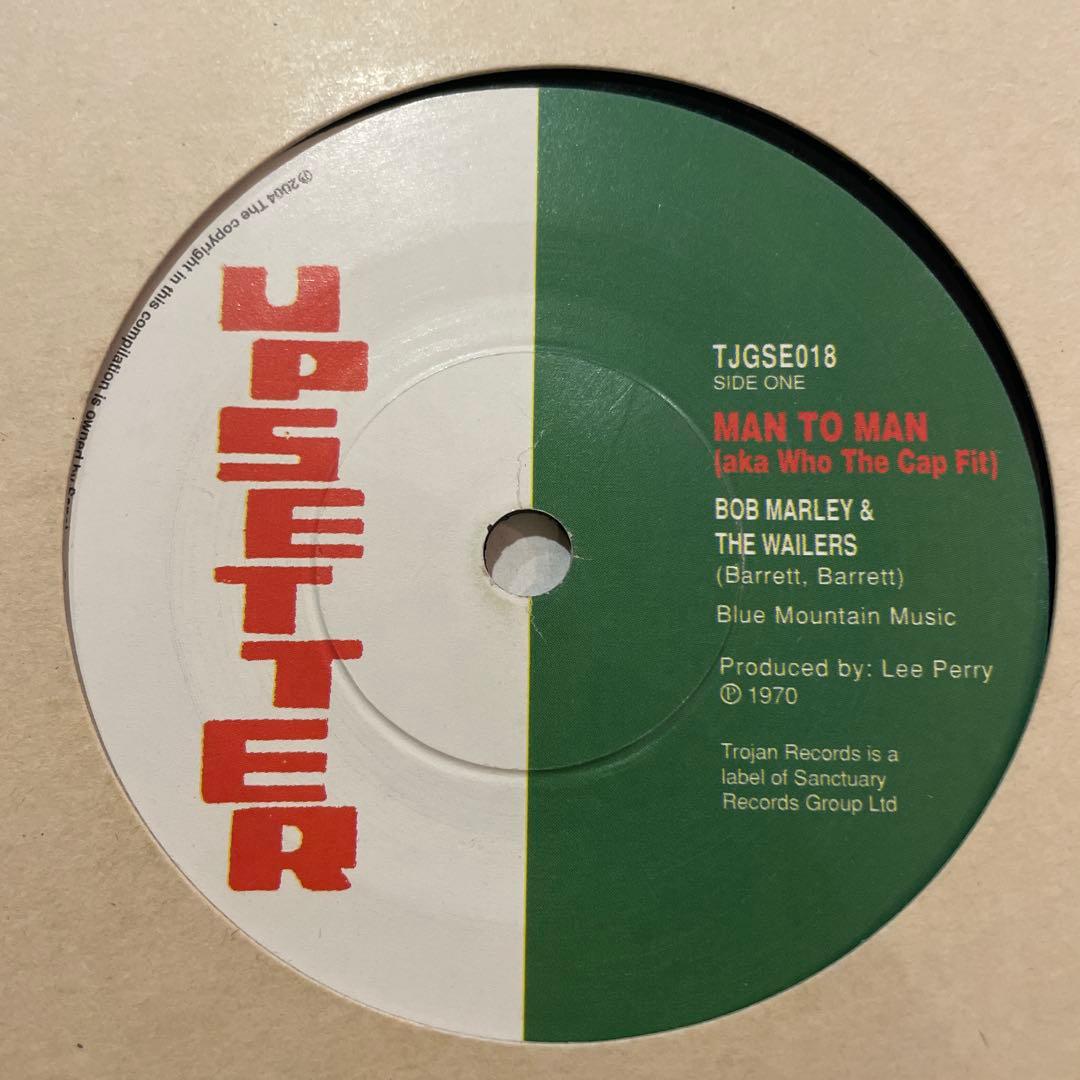 ℗2004 The copyright in this compilation is owned by
UPSETTER
TJGSE018
SIDE ONE
MAN TO MAN
(aka Who The Cap Fit)
BOB MARLEY &
THE WAILERS
(Barrett, Barrett)
Blue Mountain Music
Produced by: Lee Perry
℗ 1970
Trojan Records is a
label of Sanctuary
Records Group Ltd